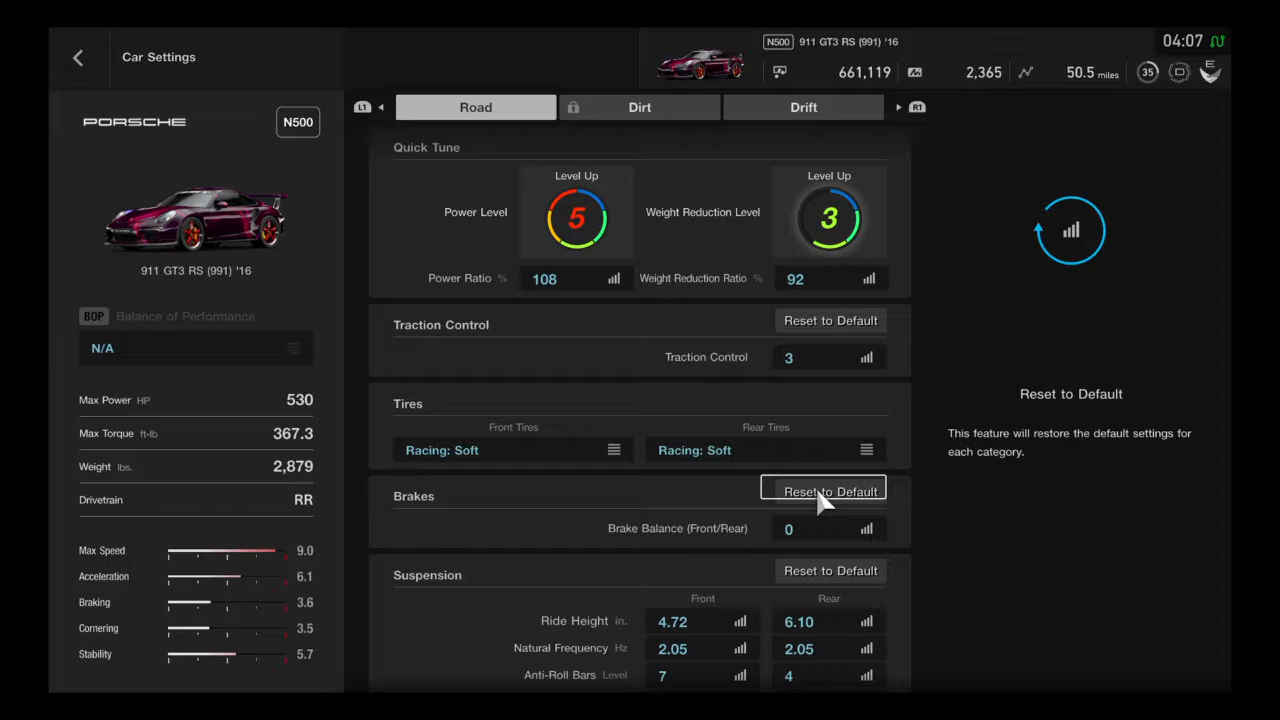 Car Settings
N500 911 GT3 RS (991) '16
661,119 2,365 50.5 miles 35 E
04:07
L1 Road Dirt Drift R1
PORSCHE N500
911 GT3 RS (991) '16
BOP Balance of Performance
N/A
Max Power HP 530
Max Torque ft-lb 367.3
Weight lbs. 2,879
Drivetrain RR
Max Speed 9.0
Acceleration 6.1
Braking 3.6
Cornering 3.5
Stability 5.7
Quick Tune
Level Up Level Up
Power Level 5 Weight Reduction Level 3
Power Ratio % 108 Weight Reduction Ratio % 92
Traction Control Reset to Default
Traction Control 3
Tires
Front Tires Rear Tires
Racing: Soft Racing: Soft
Brakes Reset to Default
Brake Balance (Front/Rear) 0
Suspension Reset to Default
Front Rear
Ride Height in. 4.72 6.10
Natural Frequency Hz 2.05 2.05
Anti-Roll Bars Level 7 4
Reset to Default
This feature will restore the default settings for
each category.